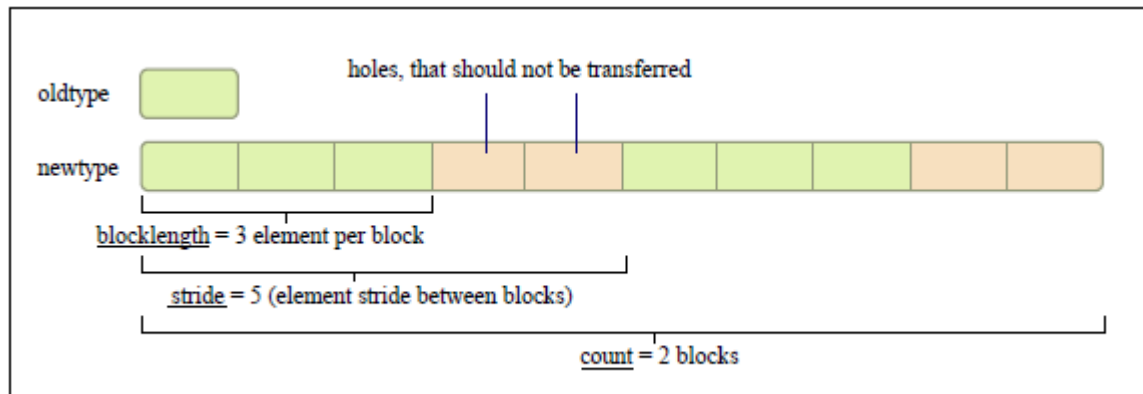 holes, that should not be transferred
oldtype
newtype
blocklength = 3 element per block
stride = 5 (element stride between blocks)
count = 2 blocks